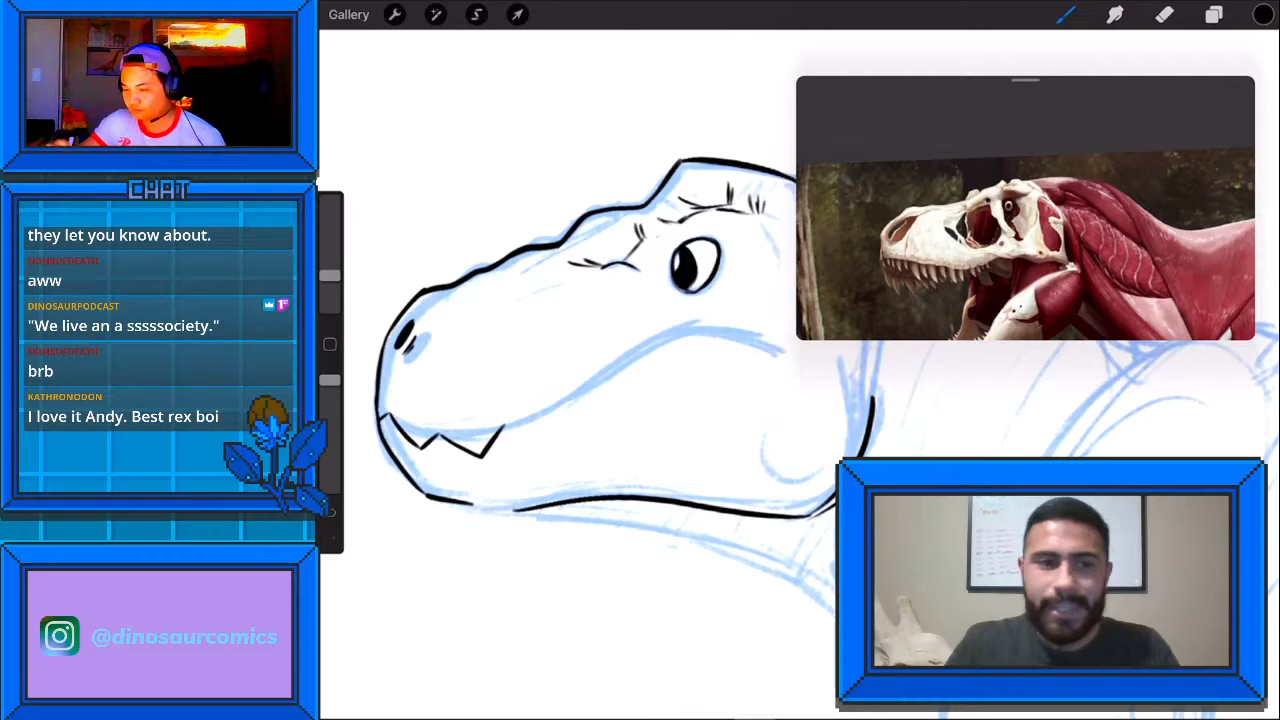 Gallery
CHAT
they let you know about.
aww
DINOSAURPODCAST
"We live an a sssssociety."
brb
KATHRONODON
I love it Andy. Best rex boi
@dinosaurcomics